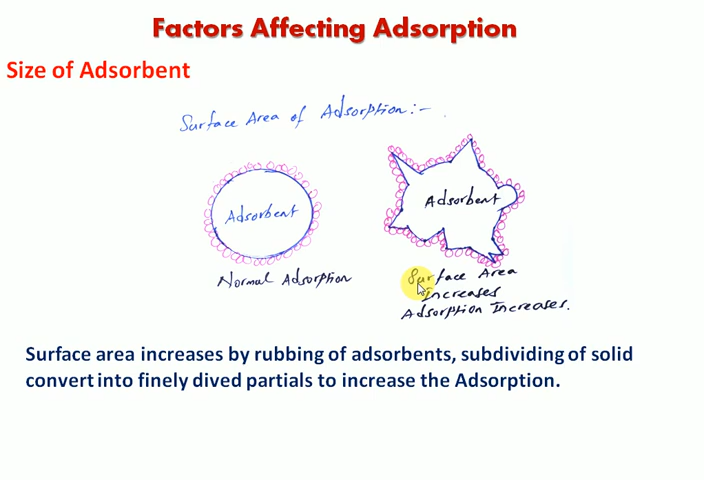 Factors Affecting Adsorption
Size of Adsorbent
Surface Area of Adsorption:-
Adsorbent
Adsorbent
Normal Adsorption
Surface Area
Increases
Adsorption Increases.
Surface area increases by rubbing of adsorbents, subdividing of solid
convert into finely dived partials to increase the Adsorption.